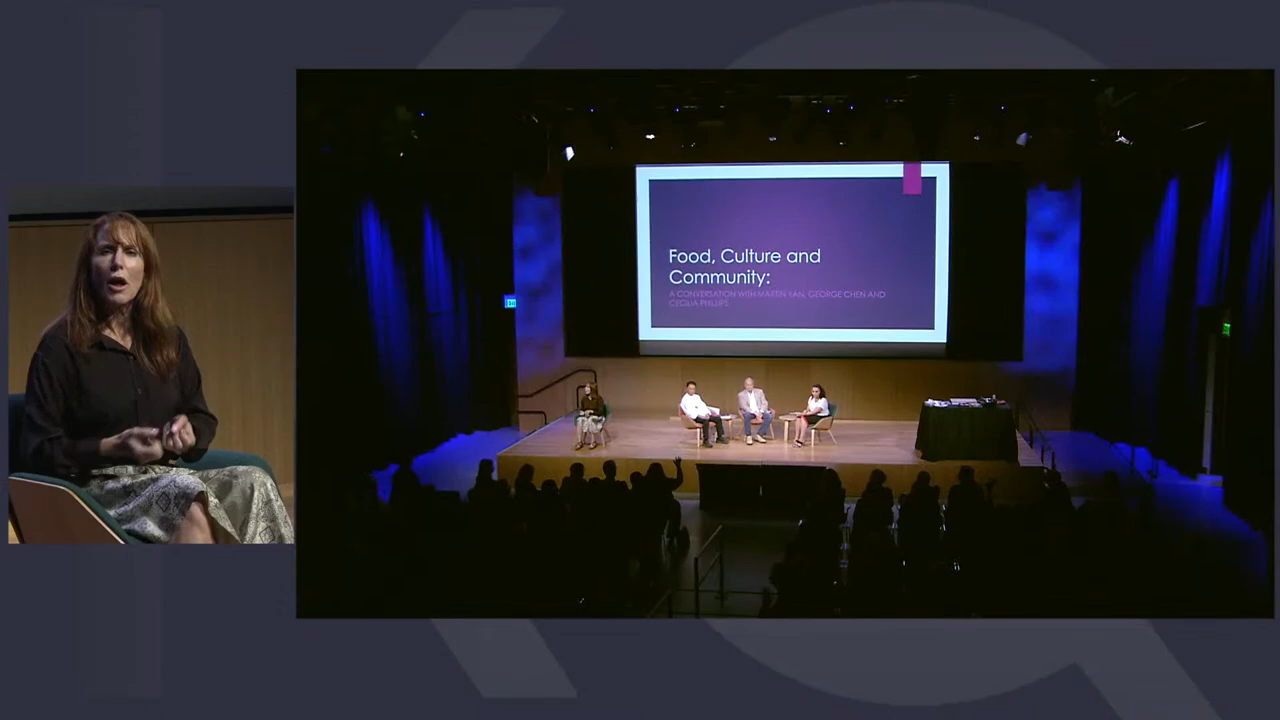 Food, Culture and
Community:
A CONVERSATION WITH MARTIN YAN, GEORGE CHEN AND
CECILIA PHILLIPS